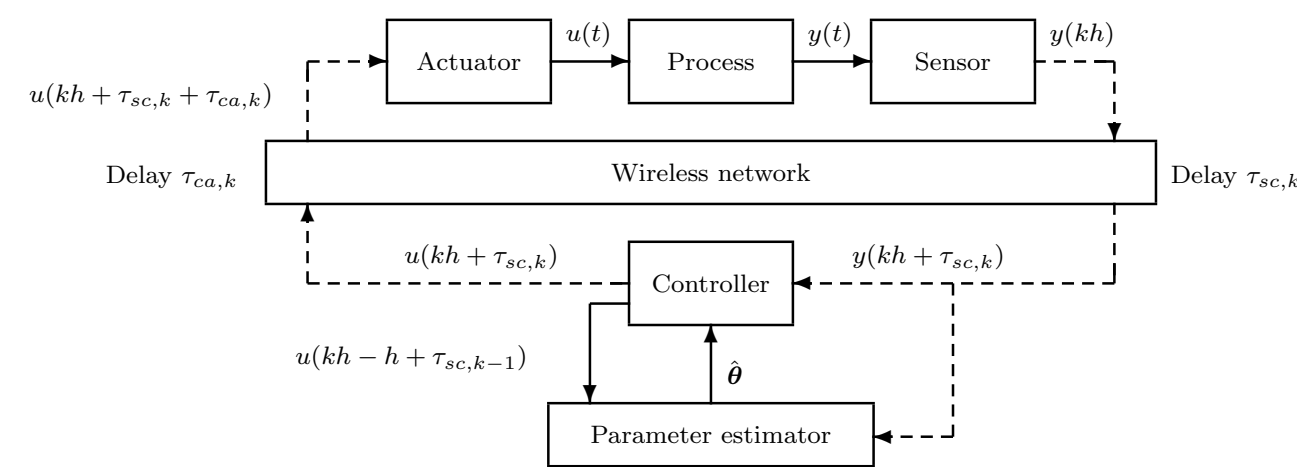 u(t)
y(t)
y(kh)
Actuator
Process
Sensor
u(kh + τ_{sc,k} + τ_{ca,k})
Delay τ_{ca,k}
Wireless network
Delay τ_{sc,k}
u(kh + τ_{sc,k})
y(kh + τ_{sc,k})
Controller
u(kh − h + τ_{sc,k−1})
θ̂
Parameter estimator